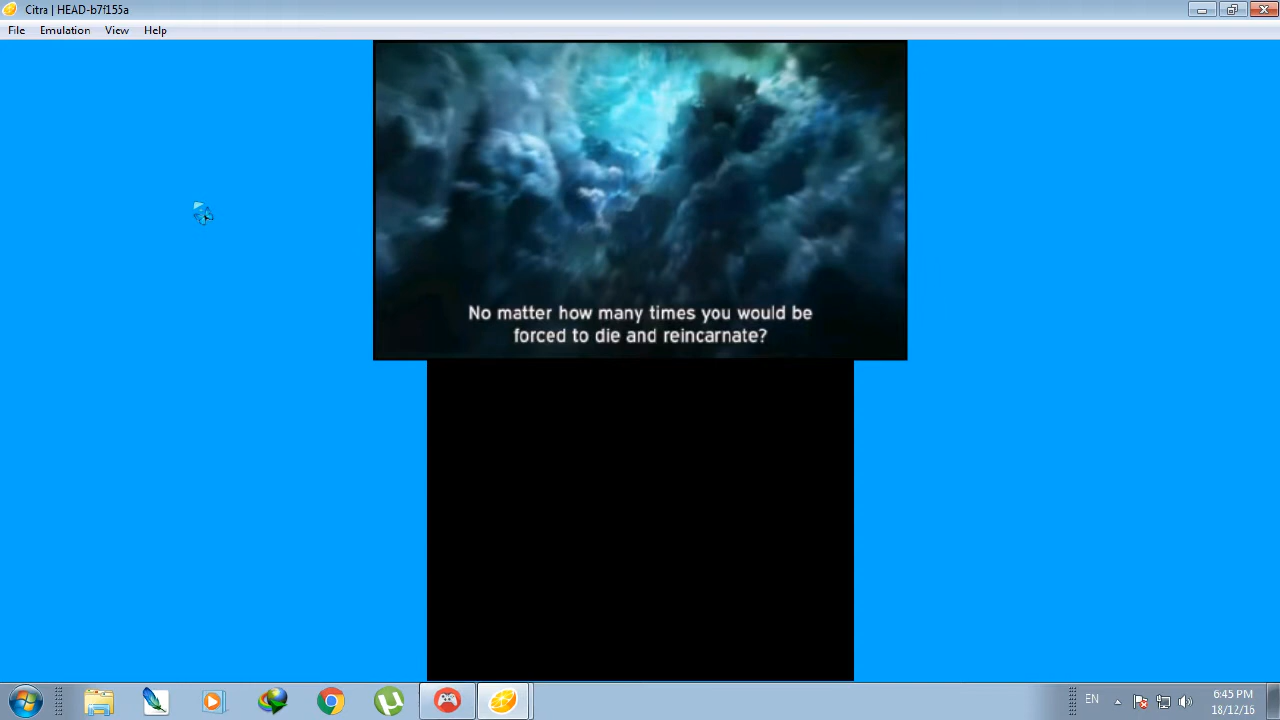 Citra | HEAD-b7f155a
File Emulation View Help
No matter how many times you would be
forced to die and reincarnate?
EN
6:45 PM
18/12/16